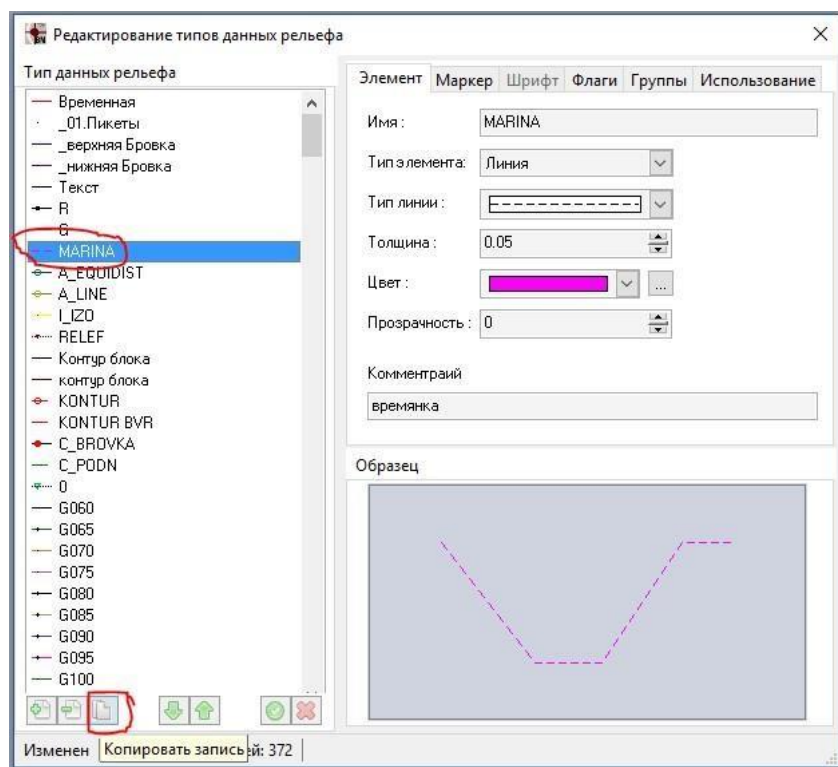 Редактирование типов данных рельефа
Тип данных рельефа
Временная
_01.Пикеты
_верхняя Бровка
_нижняя Бровка
Текст
R
G
MARINA
A_EQUIDIST
A_LINE
I_IZO
RELEF
Контур блока
контур блока
KONTUR
KONTUR BVR
C_BROVKA
C_PODN
0
G060
G065
G070
G075
G080
G085
G090
G095
G100
Изменен
Копировать запись
ей: 372
Элемент Маркер Шрифт Флаги Группы Использование
Имя : MARINA
Тип элемента: Линия
Тип линии :
Толщина : 0.05
Цвет : ...
Прозрачность : 0
Комментраий
времянка
Образец